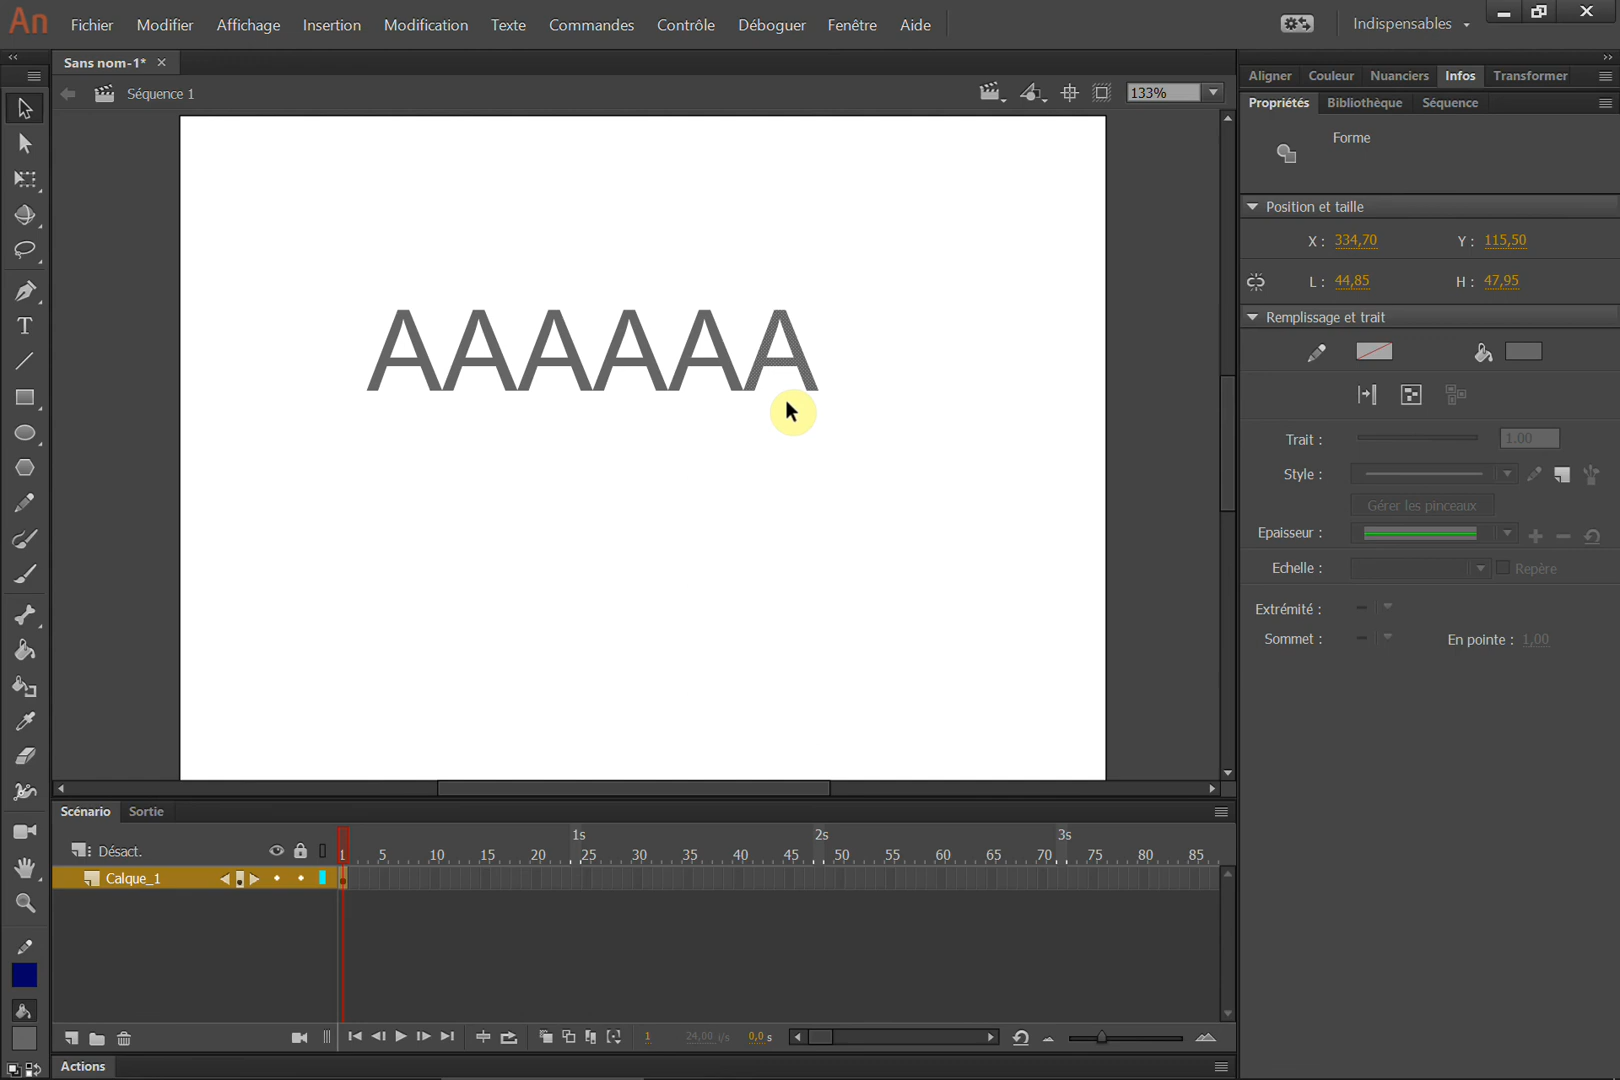 An Fichier Modifier Affichage Insertion Modification Texte Commandes Contrôle Déboguer Fenêtre Aide Indispensables
Sans nom-1*
Séquence 1 133%
AAAAAA
Aligner Couleur Nuanciers Infos Transformer
Propriétés Bibliothèque Séquence
Forme
Position et taille
X : 334,70 Y : 115,50
L : 44,85 H : 47,95
Remplissage et trait
Trait : 1.00
Style :
Gérer les pinceaux
Epaisseur :
Echelle : Repère
Extrémité :
Sommet : En pointe : 1,00
Scénario Sortie
1s 2s 3s
Désact. 1 5 10 15 20 25 30 35 40 45 50 55 60 65 70 75 80 85
Calque_1
1 24,00 i/s 0,0 s
Actions